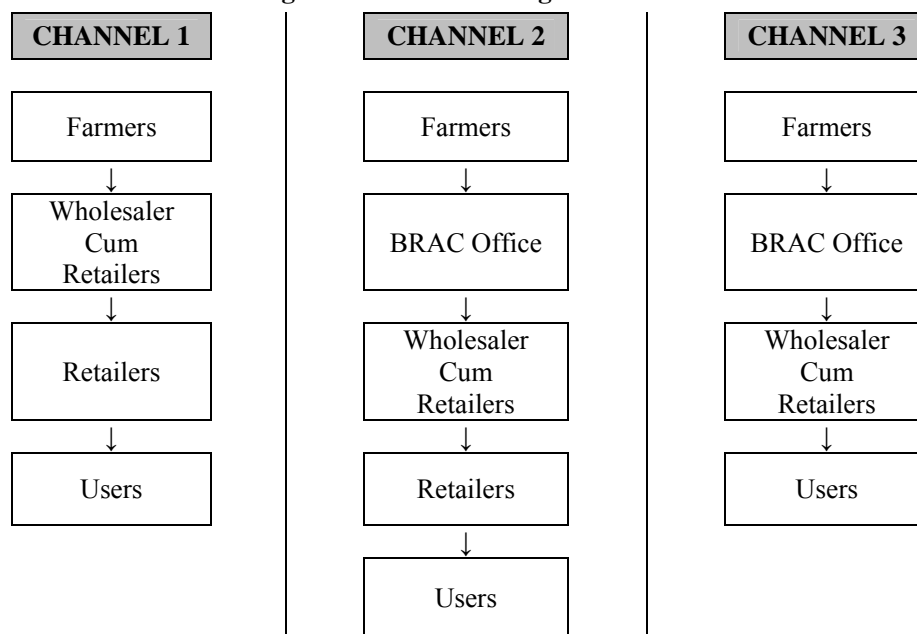 CHANNEL 1
Farmers
↓
Wholesaler
Cum
Retailers
↓
Retailers
↓
Users
CHANNEL 2
Farmers
↓
BRAC Office
↓
Wholesaler
Cum
Retailers
↓
Retailers
↓
Users
CHANNEL 3
Farmers
↓
BRAC Office
↓
Wholesaler
Cum
Retailers
↓
Users